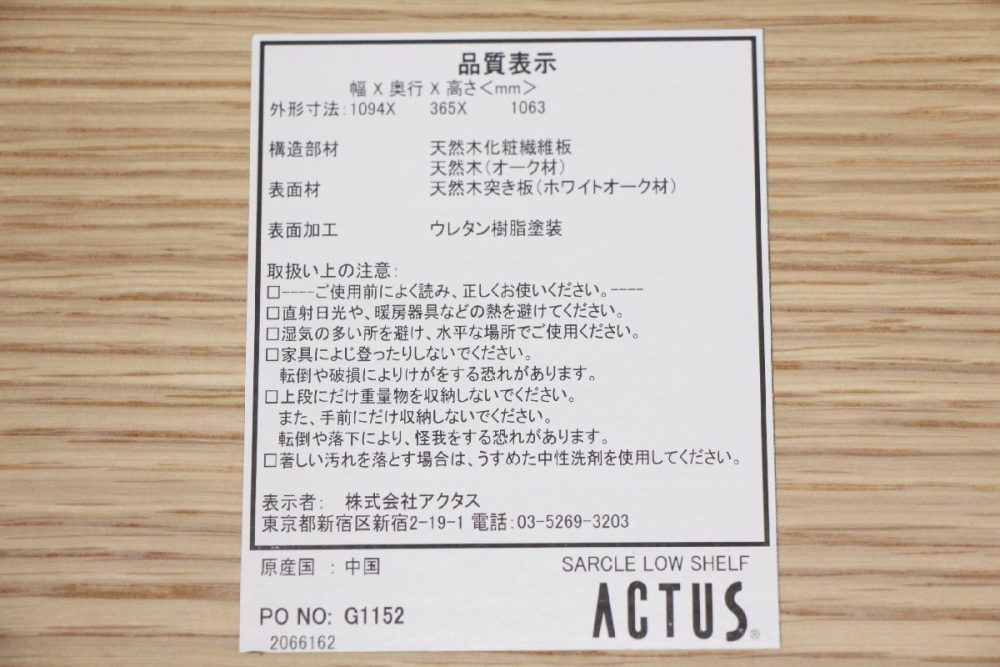 品質表示
幅 X 奥行 X 高さ<mm>
外形寸法:1094X 365X 1063
構造部材 天然木化粧繊維板
天然木(オーク材)
表面材 天然木突き板(ホワイトオーク材)
表面加工 ウレタン樹脂塗装
取扱い上の注意:
□----ご使用前によく読み、正しくお使いください。----
□直射日光や、暖房器具などの熱を避けてください。
□湿気の多い所を避け、水平な場所でご使用ください。
□家具によじ登ったりしないでください。
転倒や破損によりけがをする恐れがあります。
□上段にだけ重量物を収納しないでください。
また、手前にだけ収納しないでください。
転倒や落下により、怪我をする恐れがあります。
□著しい汚れを落とす場合は、うすめた中性洗剤を使用してください。
表示者: 株式会社アクタス
東京都新宿区新宿2-19-1 電話:03-5269-3203
原産国 : 中国
SARCLE LOW SHELF
ACTUS®
PO NO: G1152
2066162